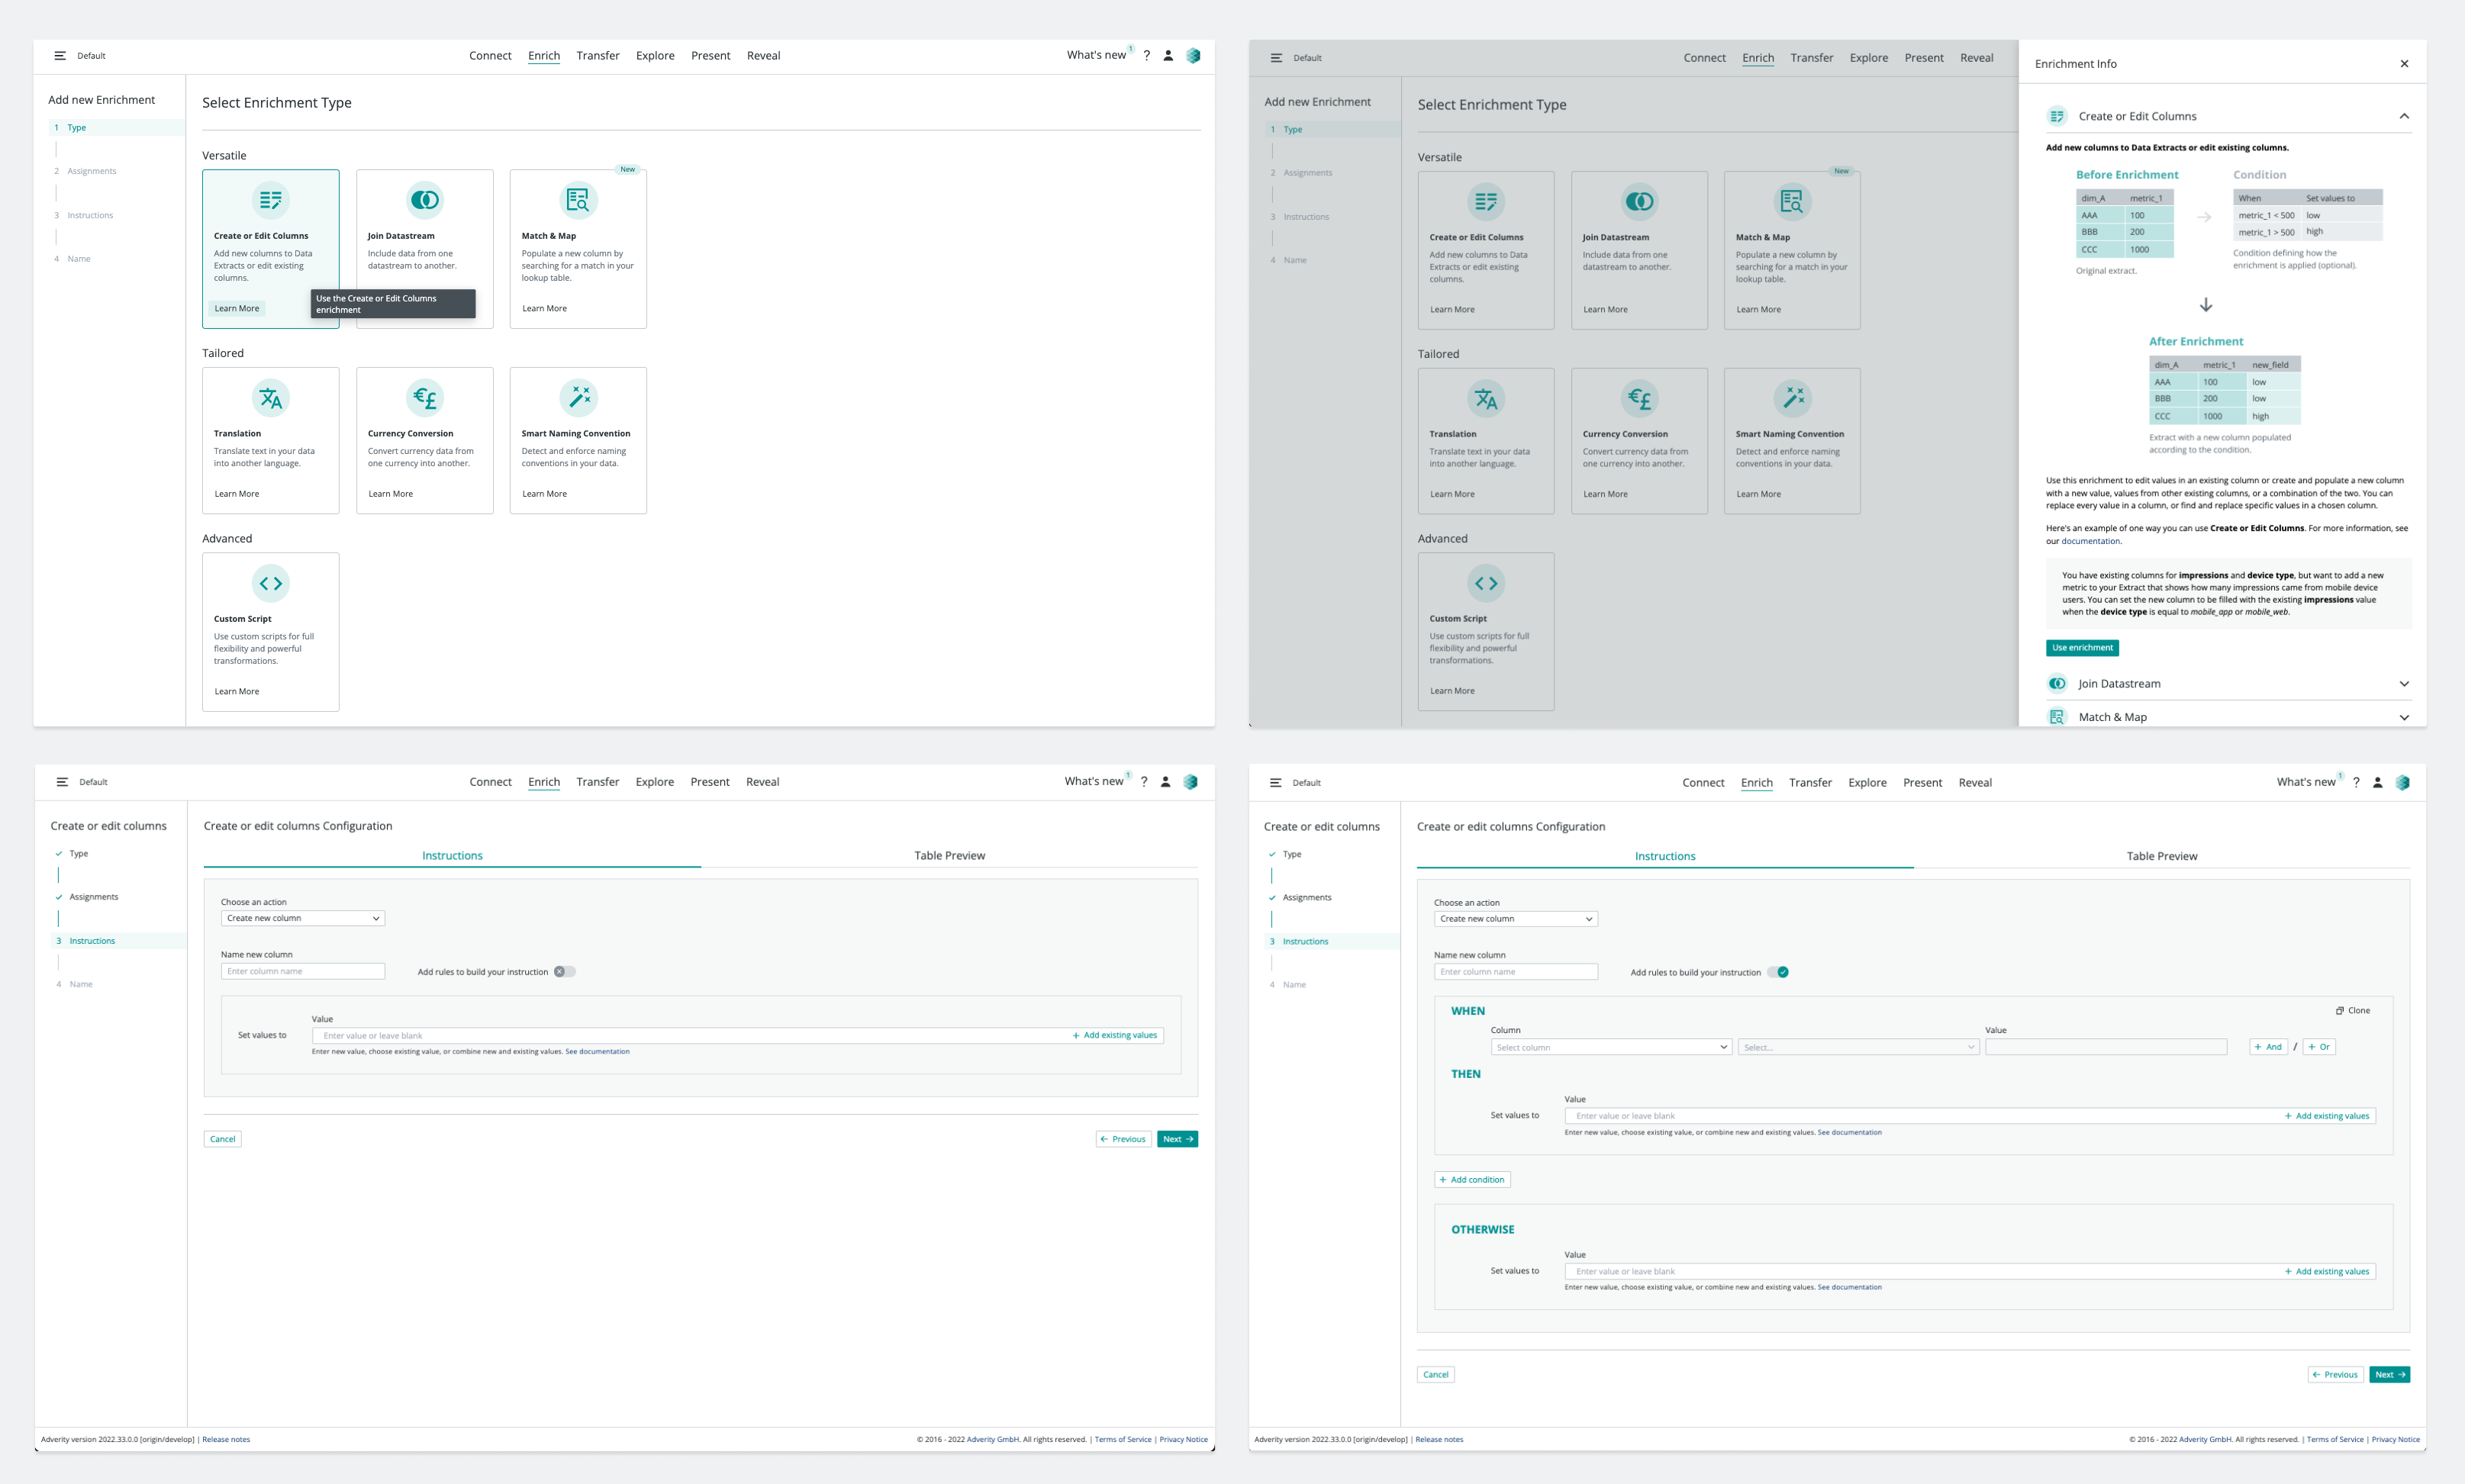 Default
Connect Enrich Transfer Explore Present Reveal
What's new 1 ?
Add new Enrichment
1 Type
2 Assignments
3 Instructions
4 Name
Select Enrichment Type
Versatile
Create or Edit Columns
Add new columns to Data
Extracts or edit existing
columns.
Learn More
Use the Create or Edit Columns
enrichment
Join Datastream
Include data from one
datastream to another.
New
Match & Map
Populate a new column by
searching for a match in your
lookup table.
Learn More
Tailored
Translation
Translate text in your data
into another language.
Learn More
Currency Conversion
Convert currency data from
one currency into another.
Learn More
Smart Naming Convention
Detect and enforce naming
conventions in your data.
Learn More
Advanced
Custom Script
Use custom scripts for full
flexibility and powerful
transformations.
Learn More
Default
Connect Enrich Transfer Explore Present Reveal
Add new Enrichment
1 Type
2 Assignments
3 Instructions
4 Name
Select Enrichment Type
Versatile
Create or Edit Columns
Add new columns to Data
Extracts or edit existing
columns.
Learn More
Join Datastream
Include data from one
datastream to another.
Learn More
New
Match & Map
Populate a new column by
searching for a match in your
lookup table.
Learn More
Tailored
Translation
Translate text in your data
into another language.
Learn More
Currency Conversion
Convert currency data from
one currency into another.
Learn More
Smart Naming Convention
Detect and enforce naming
conventions in your data.
Learn More
Advanced
Custom Script
Use custom scripts for full
flexibility and powerful
transformations.
Learn More
Enrichment Info
Create or Edit Columns
Add new columns to Data Extracts or edit existing columns.
Before Enrichment
dim_A metric_1
AAA 100
BBB 200
CCC 1000
Original extract.
Condition
When Set values to
metric_1 < 500 low
metric_1 > 500 high
Condition defining how the
enrichment is applied (optional).
After Enrichment
dim_A metric_1 new_field
AAA 100 low
BBB 200 low
CCC 1000 high
Extract with a new column populated
according to the condition.
Use this enrichment to edit values in an existing column or create and populate a new column
with a new value, values from other existing columns, or a combination of the two. You can
replace every value in a column, or find and replace specific values in a chosen column.
Here's an example of one way you can use Create or Edit Columns. For more information, see
our documentation.
You have existing columns for impressions and device type, but want to add a new
metric to your Extract that shows how many impressions came from mobile device
users. You can set the new column to be filled with the existing impressions value
when the device type is equal to mobile_app or mobile_web.
Use enrichment
Join Datastream
Match & Map
Default
Connect Enrich Transfer Explore Present Reveal
What's new 1 ?
Create or edit columns
Type
Assignments
3 Instructions
4 Name
Create or edit columns Configuration
Instructions Table Preview
Choose an action
Create new column
Name new column
Enter column name
Add rules to build your instruction
Value
Set values to Enter value or leave blank + Add existing values
Enter new value, choose existing value, or combine new and existing values. See documentation
Cancel
← Previous Next →
Adverity version 2022.33.0.0 [origin/develop] | Release notes
© 2016 - 2022 Adverity GmbH. All rights reserved. | Terms of Service | Privacy Notice
Default
Connect Enrich Transfer Explore Present Reveal
What's new 1 ?
Create or edit columns
Type
Assignments
3 Instructions
4 Name
Create or edit columns Configuration
Instructions Table Preview
Choose an action
Create new column
Name new column
Enter column name
Add rules to build your instruction
WHEN
Clone
Column Value
Select column Select... + And / + Or
THEN
Value
Set values to Enter value or leave blank + Add existing values
Enter new value, choose existing value, or combine new and existing values. See documentation
+ Add condition
OTHERWISE
Value
Set values to Enter value or leave blank + Add existing values
Enter new value, choose existing value, or combine new and existing values. See documentation
Cancel
← Previous Next →
Adverity version 2022.33.0.0 [origin/develop] | Release notes
© 2016 - 2022 Adverity GmbH. All rights reserved. | Terms of Service | Privacy Notice